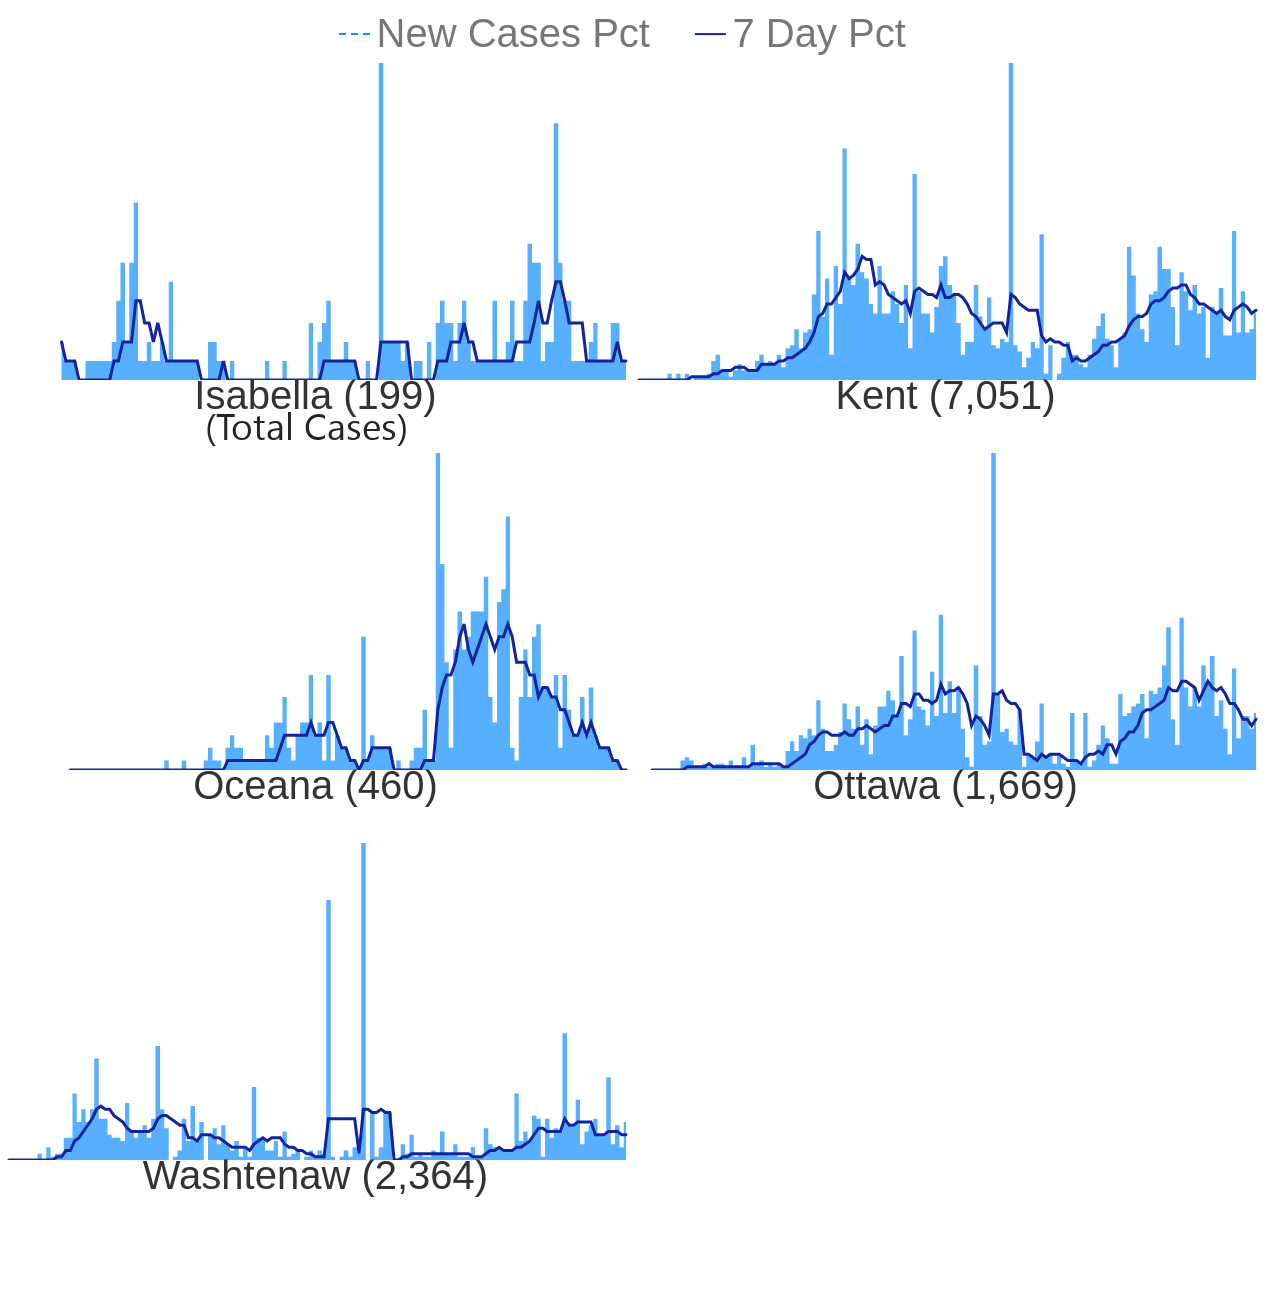 New Cases Pct 7 Day Pct
Isabella (199)
(Total Cases)
Kent (7,051)
Oceana (460)
Ottawa (1,669)
Washtenaw (2,364)